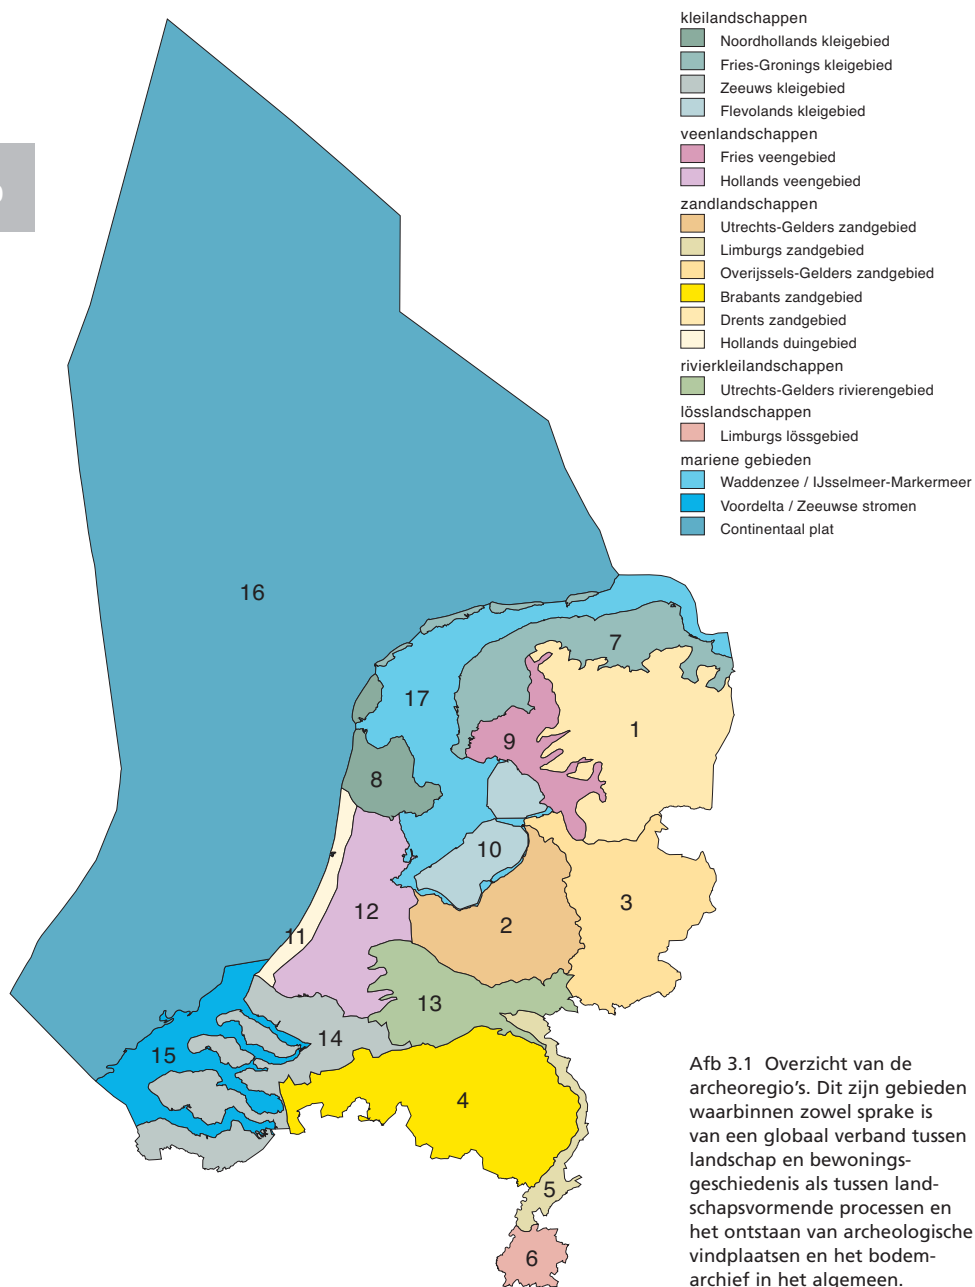 kleilandschappen
Noordhollands kleigebied
Fries-Gronings kleigebied
Zeeuws kleigebied
Flevolands kleigebied
veenlandschappen
Fries veengebied
Hollands veengebied
zandlandschappen
Utrechts-Gelders zandgebied
Limburgs zandgebied
Overijssels-Gelders zandgebied
Brabants zandgebied
Drents zandgebied
Hollands duingebied
rivierkleilandschappen
Utrechts-Gelders rivierengebied
lösslandschappen
Limburgs lössgebied
mariene gebieden
Waddenzee / IJsselmeer-Markermeer
Voordelta / Zeeuwse stromen
Continentaal plat
16
7
17
1
9
8
10
3
12
2
11
13
14
15
4
5
6
Afb 3.1 Overzicht van de
archeoregio's. Dit zijn gebieden
waarbinnen zowel sprake is
van een globaal verband tussen
landschap en bewonings-
geschiedenis als tussen land-
schapsvormende processen en
het ontstaan van archeologische
vindplaatsen en het bodem-
archief in het algemeen.